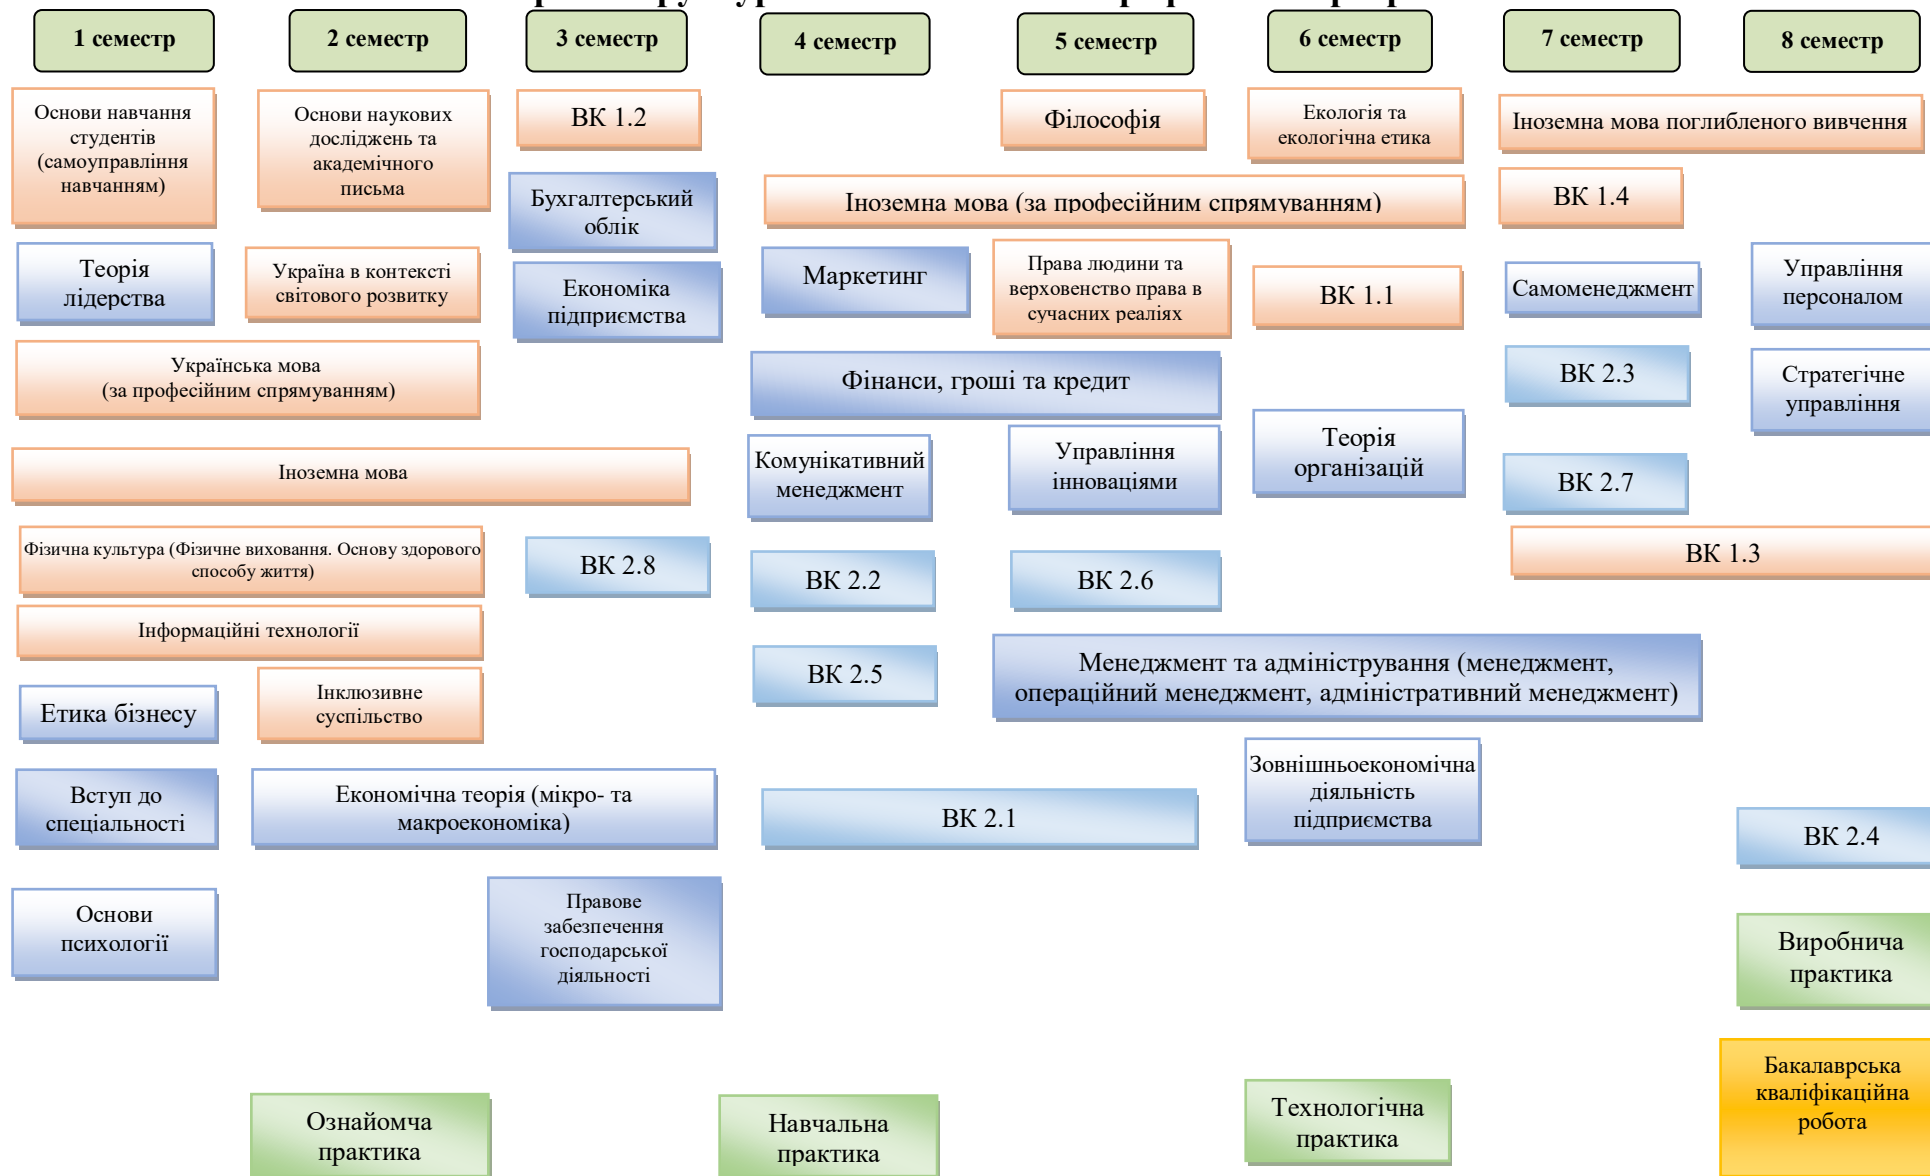 1 семестр
2 семестр
3 семестр
4 семестр
5 семестр
6 семестр
7 семестр
8 семестр
Основи навчання
студентів
(самоуправління
навчанням)
Основи наукових
досліджень та
академічного
письма
ВК 1.2
Філософія
Екологія та
екологічна етика
Іноземна мова поглибленого вивчення
Бухгалтерський
облік
Іноземна мова (за професійним спрямуванням)
ВК 1.4
Теорія
лідерства
Україна в контексті
світового розвитку
Економіка
підприємства
Маркетинг
Права людини та
верховенство права в
сучасних реаліях
ВК 1.1
Самоменеджмент
Управління
персоналом
Українська мова
(за професійним спрямуванням)
Фінанси, гроші та кредит
ВК 2.3
Стратегічне
управління
Іноземна мова
Комунікативний
менеджмент
Управління
інноваціями
Теорія
організацій
ВК 2.7
Фізична культура (Фізичне виховання. Основу здорового
способу життя)
ВК 2.8
ВК 2.2
ВК 2.6
ВК 1.3
Інформаційні технології
ВК 2.5
Менеджмент та адміністрування (менеджмент,
операційний менеджмент, адміністративний менеджмент)
Етика бізнесу
Інклюзивне
суспільство
Вступ до
спеціальності
Економічна теорія (мікро- та
макроекономіка)
ВК 2.1
Зовнішньоекономічна
діяльність
підприємства
ВК 2.4
Основи
психології
Правове
забезпечення
господарської
діяльності
Виробнича
практика
Бакалаврська
кваліфікаційна
робота
Ознайомча
практика
Навчальна
практика
Технологічна
практика